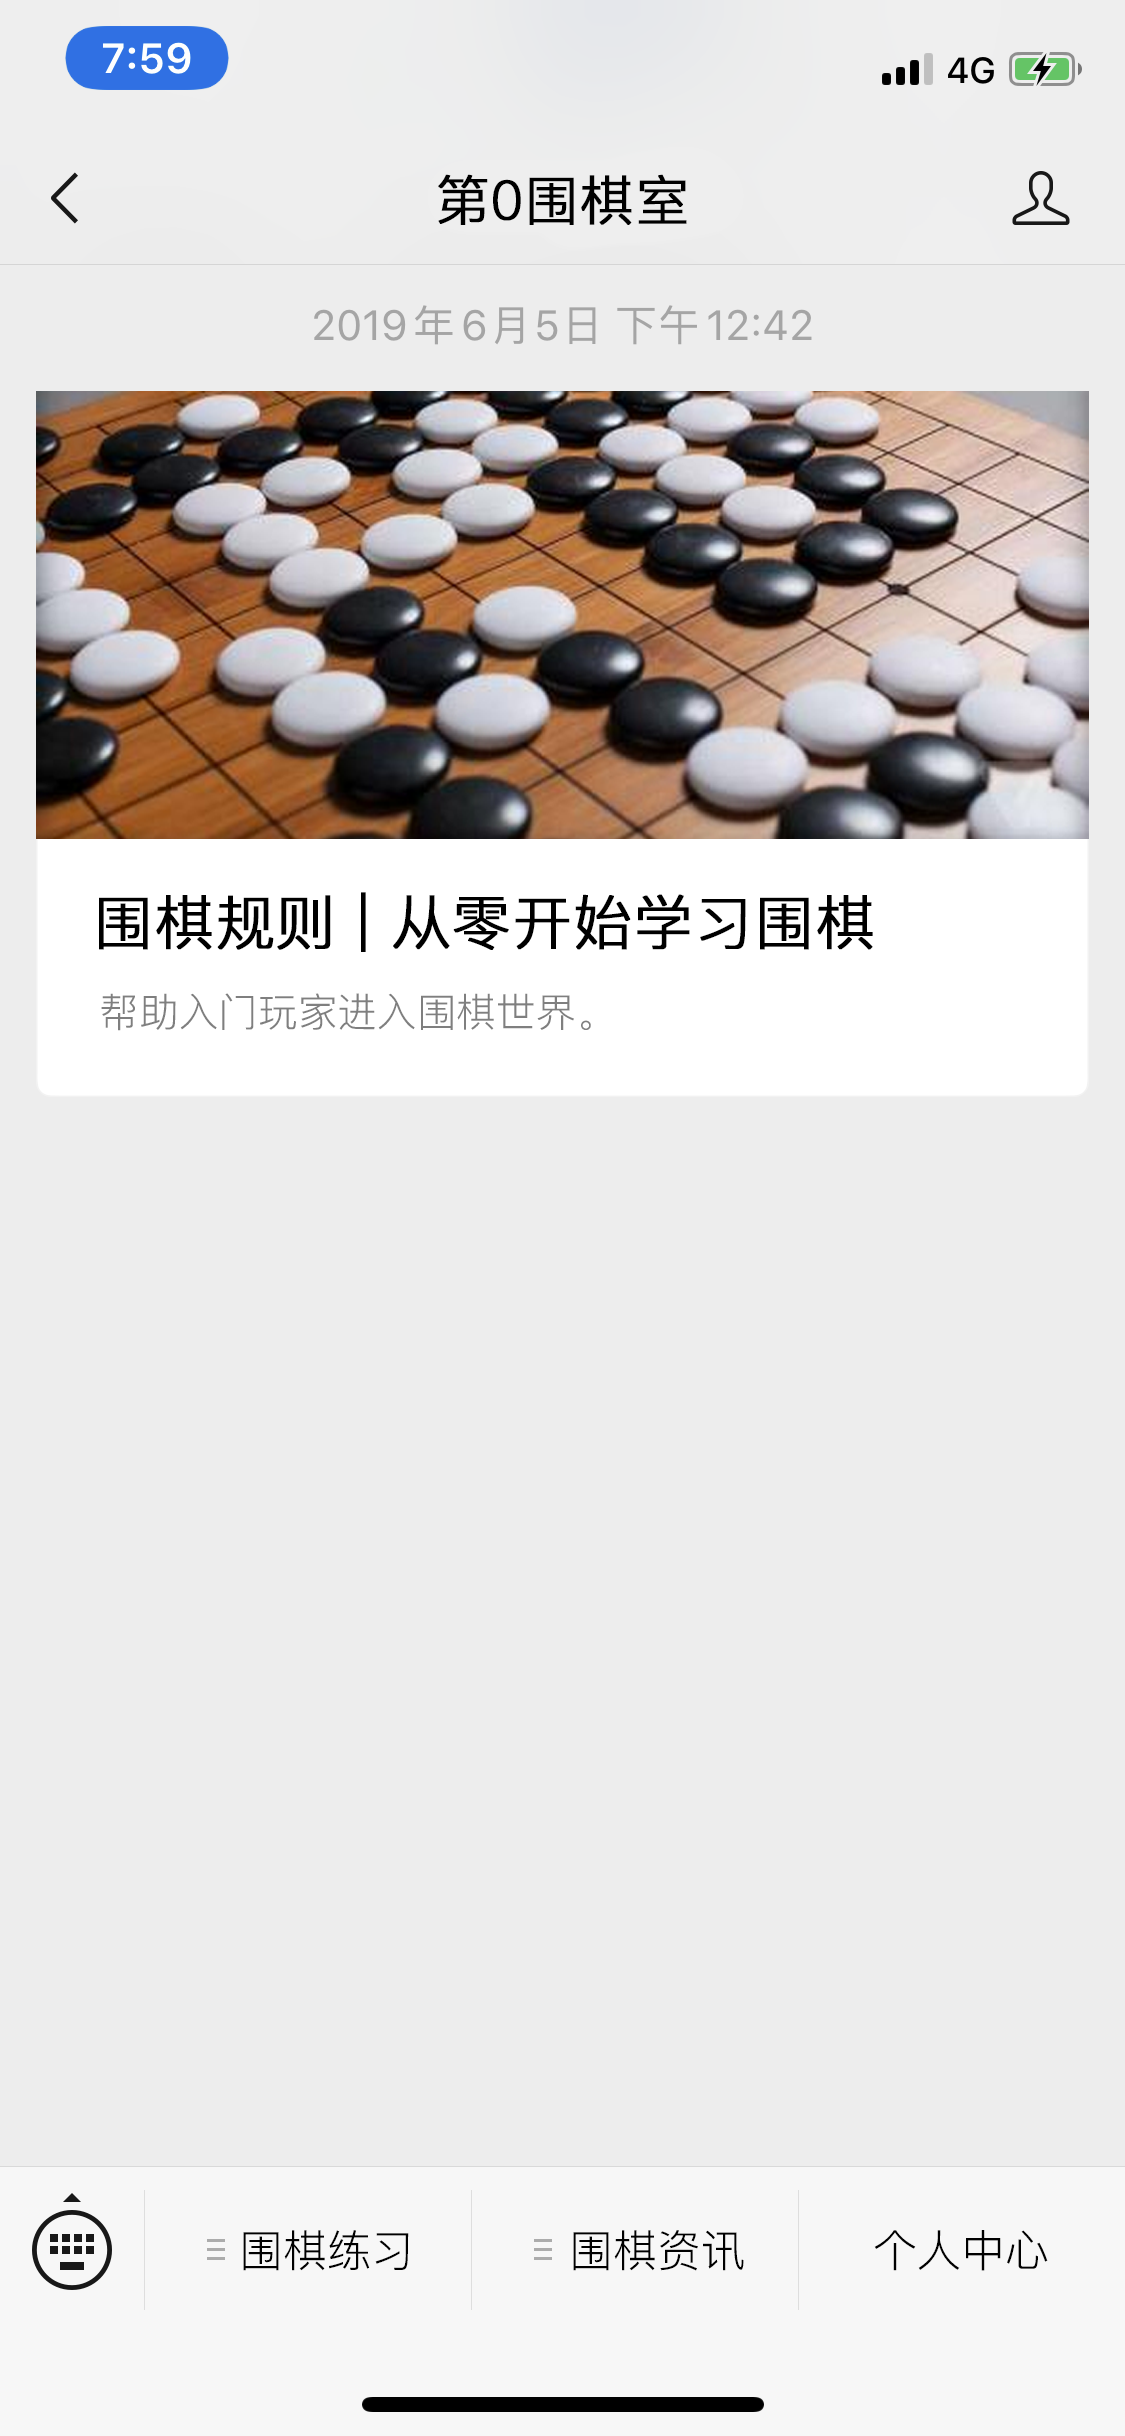 7:59
4G
第0围棋室
2019年6月5日 下午12:42
围棋规则 | 从零开始学习围棋
帮助入门玩家进入围棋世界。
围棋练习
围棋资讯
个人中心